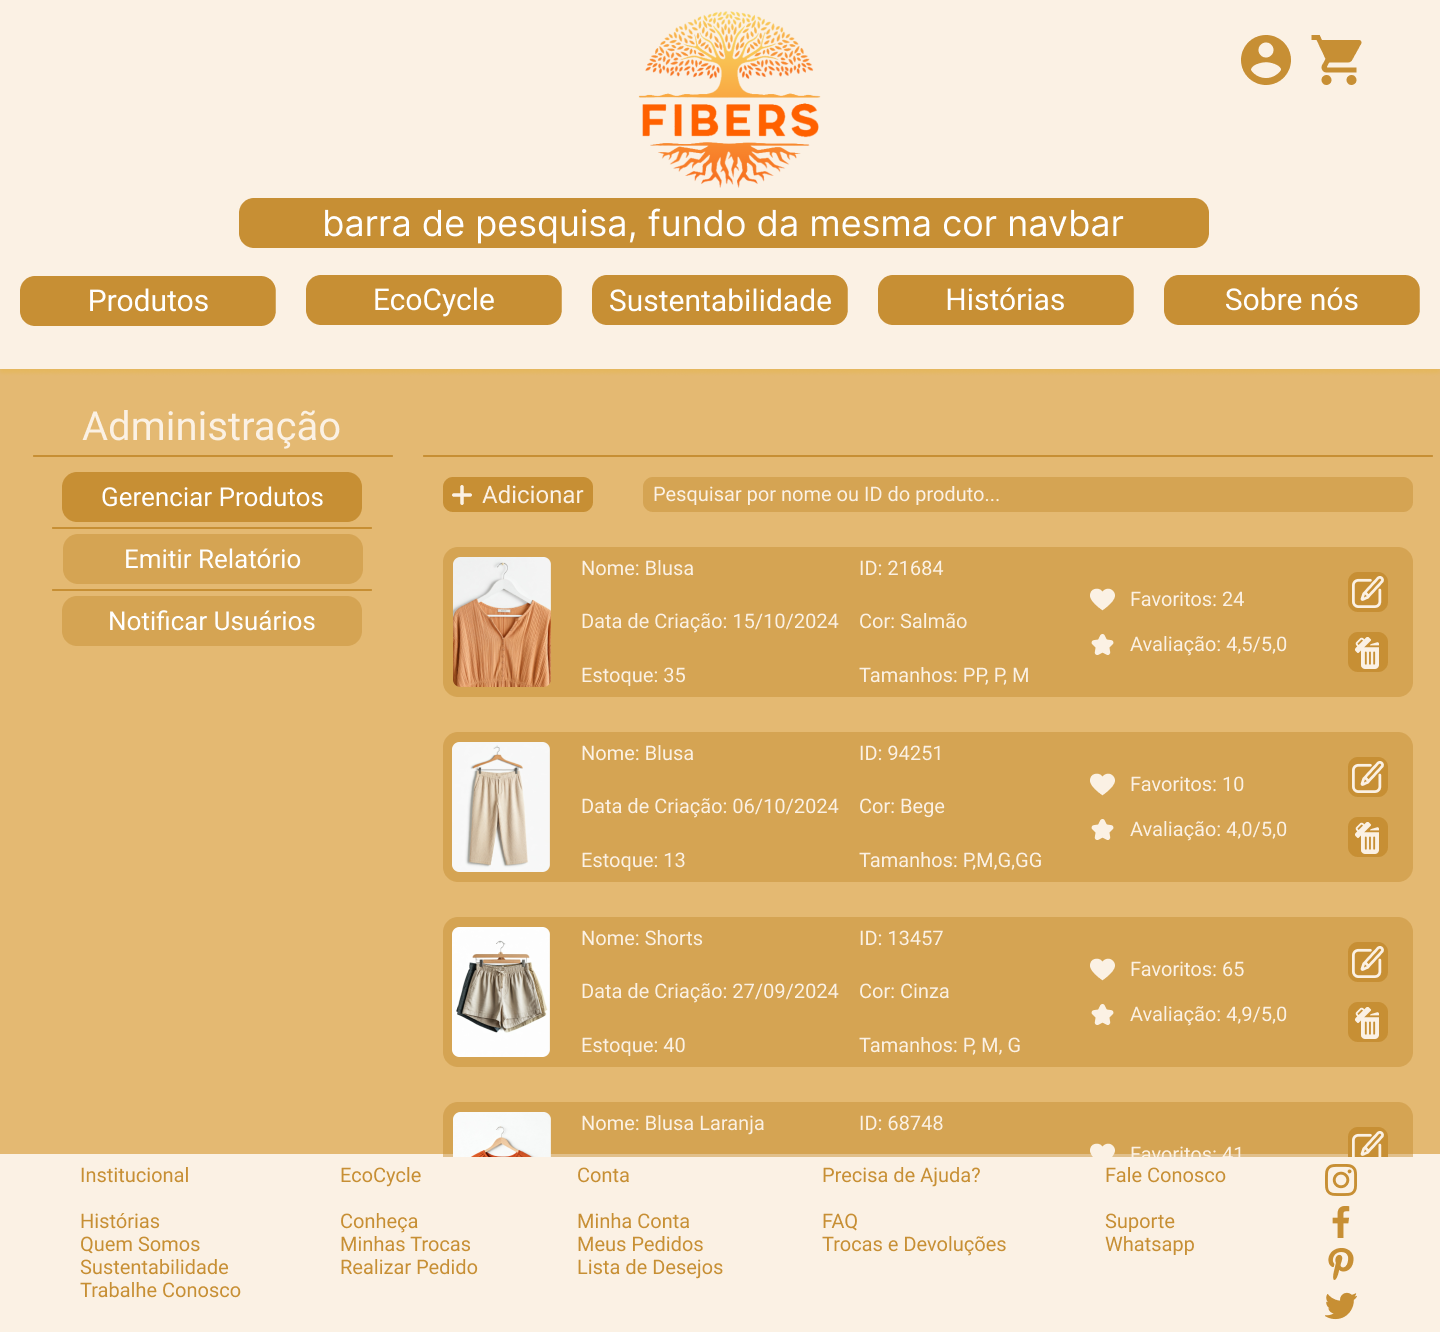 FIBERS
barra de pesquisa, fundo da mesma cor navbar
Produtos
EcoCycle
Sustentabilidade
Histórias
Sobre nós
Administração
Gerenciar Produtos
Emitir Relatório
Notificar Usuários
Adicionar
Pesquisar por nome ou ID do produto...
Nome: Blusa
ID: 21684
Favoritos: 24
Data de Criação: 15/10/2024
Cor: Salmão
Avaliação: 4,5/5,0
Estoque: 35
Tamanhos: PP, P, M
Nome: Blusa
ID: 94251
Favoritos: 10
Data de Criação: 06/10/2024
Cor: Bege
Avaliação: 4,0/5,0
Estoque: 13
Tamanhos: P,M,G,GG
Nome: Shorts
ID: 13457
Favoritos: 65
Data de Criação: 27/09/2024
Cor: Cinza
Avaliação: 4,9/5,0
Estoque: 40
Tamanhos: P, M, G
Nome: Blusa Laranja
ID: 68748
Favoritos: 41
Institucional
Histórias
Quem Somos
Sustentabilidade
Trabalhe Conosco
EcoCycle
Conheça
Minhas Trocas
Realizar Pedido
Conta
Minha Conta
Meus Pedidos
Lista de Desejos
Precisa de Ajuda?
FAQ
Trocas e Devoluções
Fale Conosco
Suporte
Whatsapp